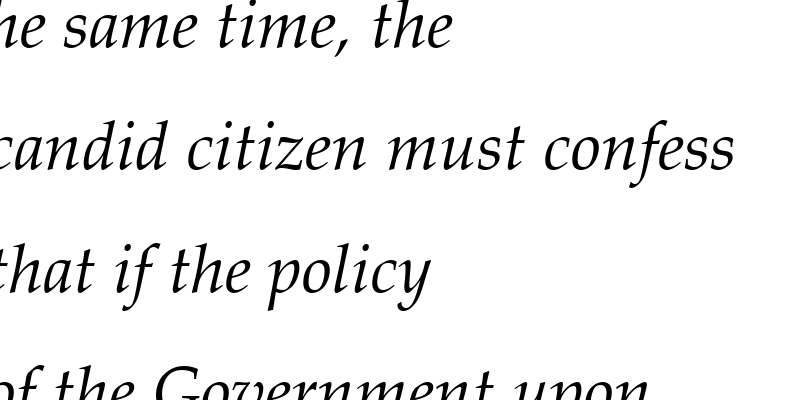 he same time, the
candid citizen must confess
that if the policy
of the Government upon